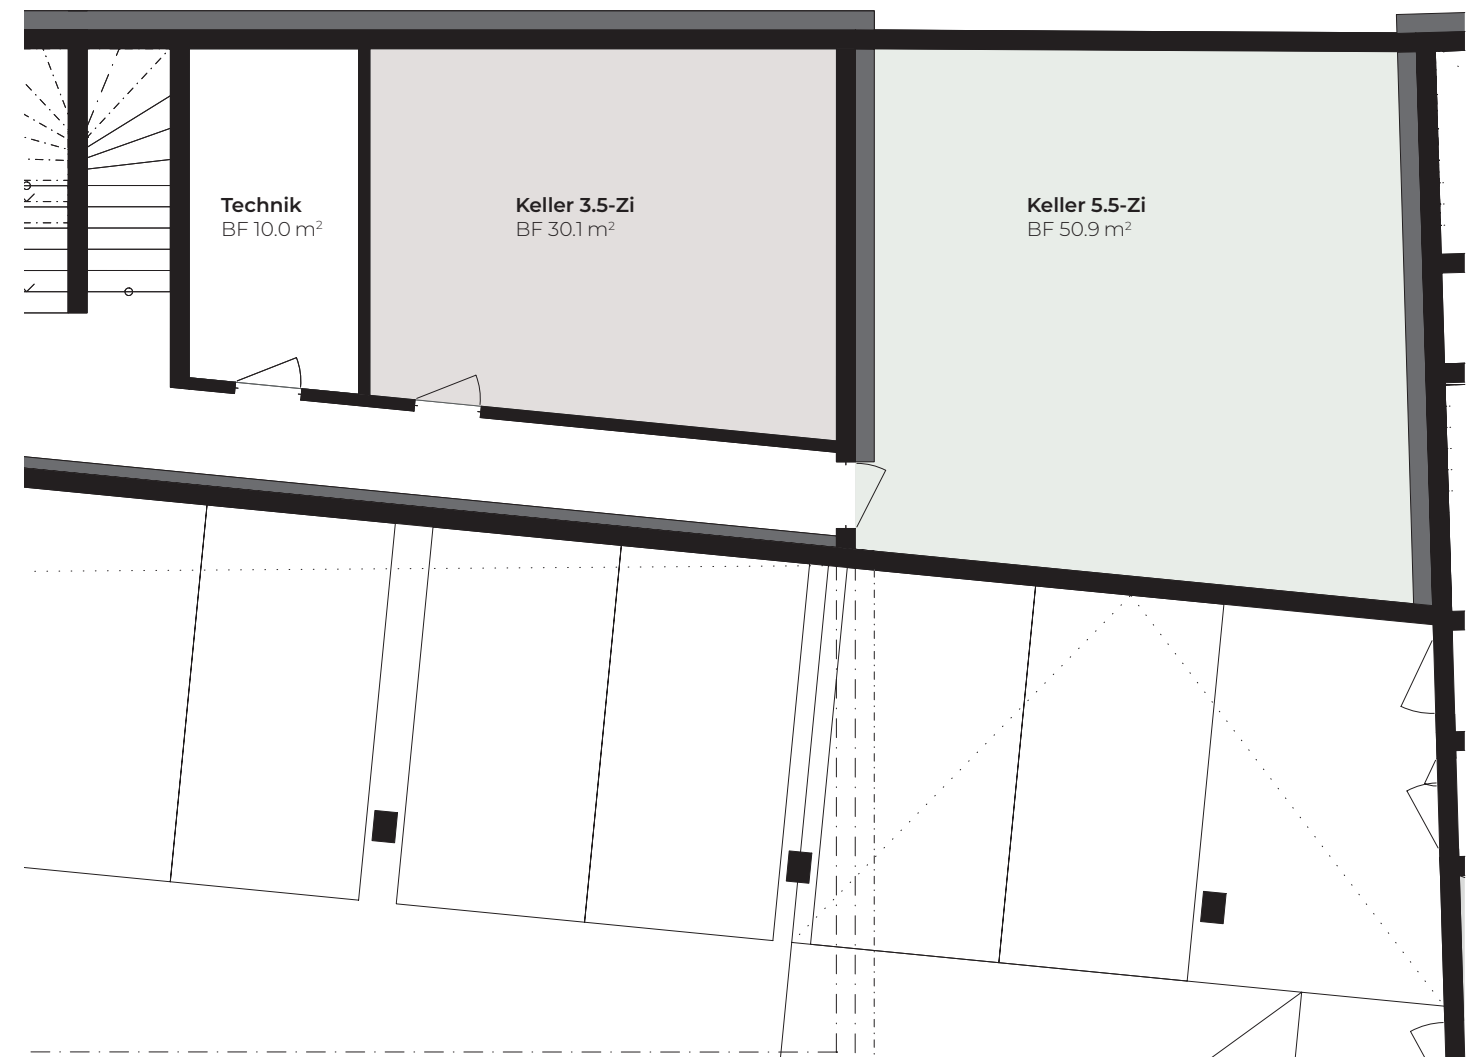 Technik
BF 10.0 m²
Keller 3.5-Zi
BF 30.1 m²
Keller 5.5-Zi
BF 50.9 m²